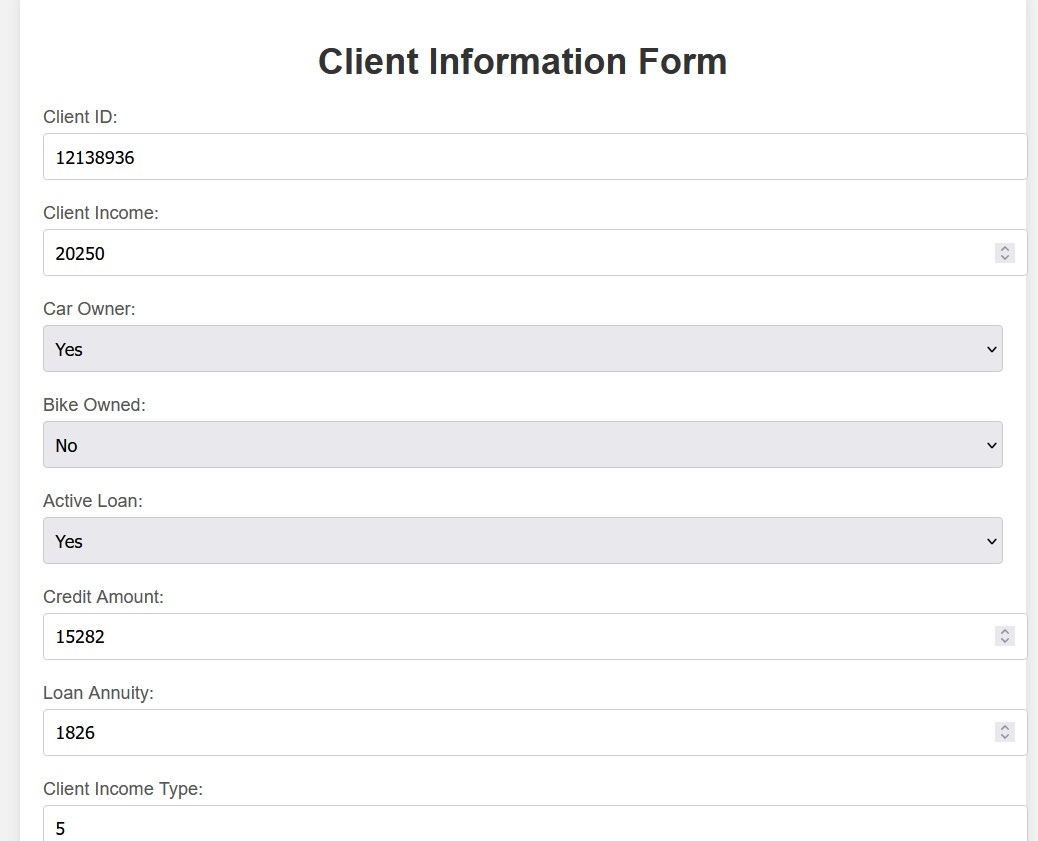 Client Information Form
Client ID:
12138936
Client Income:
20250
Car Owner:
Yes
Bike Owned:
No
Active Loan:
Yes
Credit Amount:
15282
Loan Annuity:
1826
Client Income Type:
5